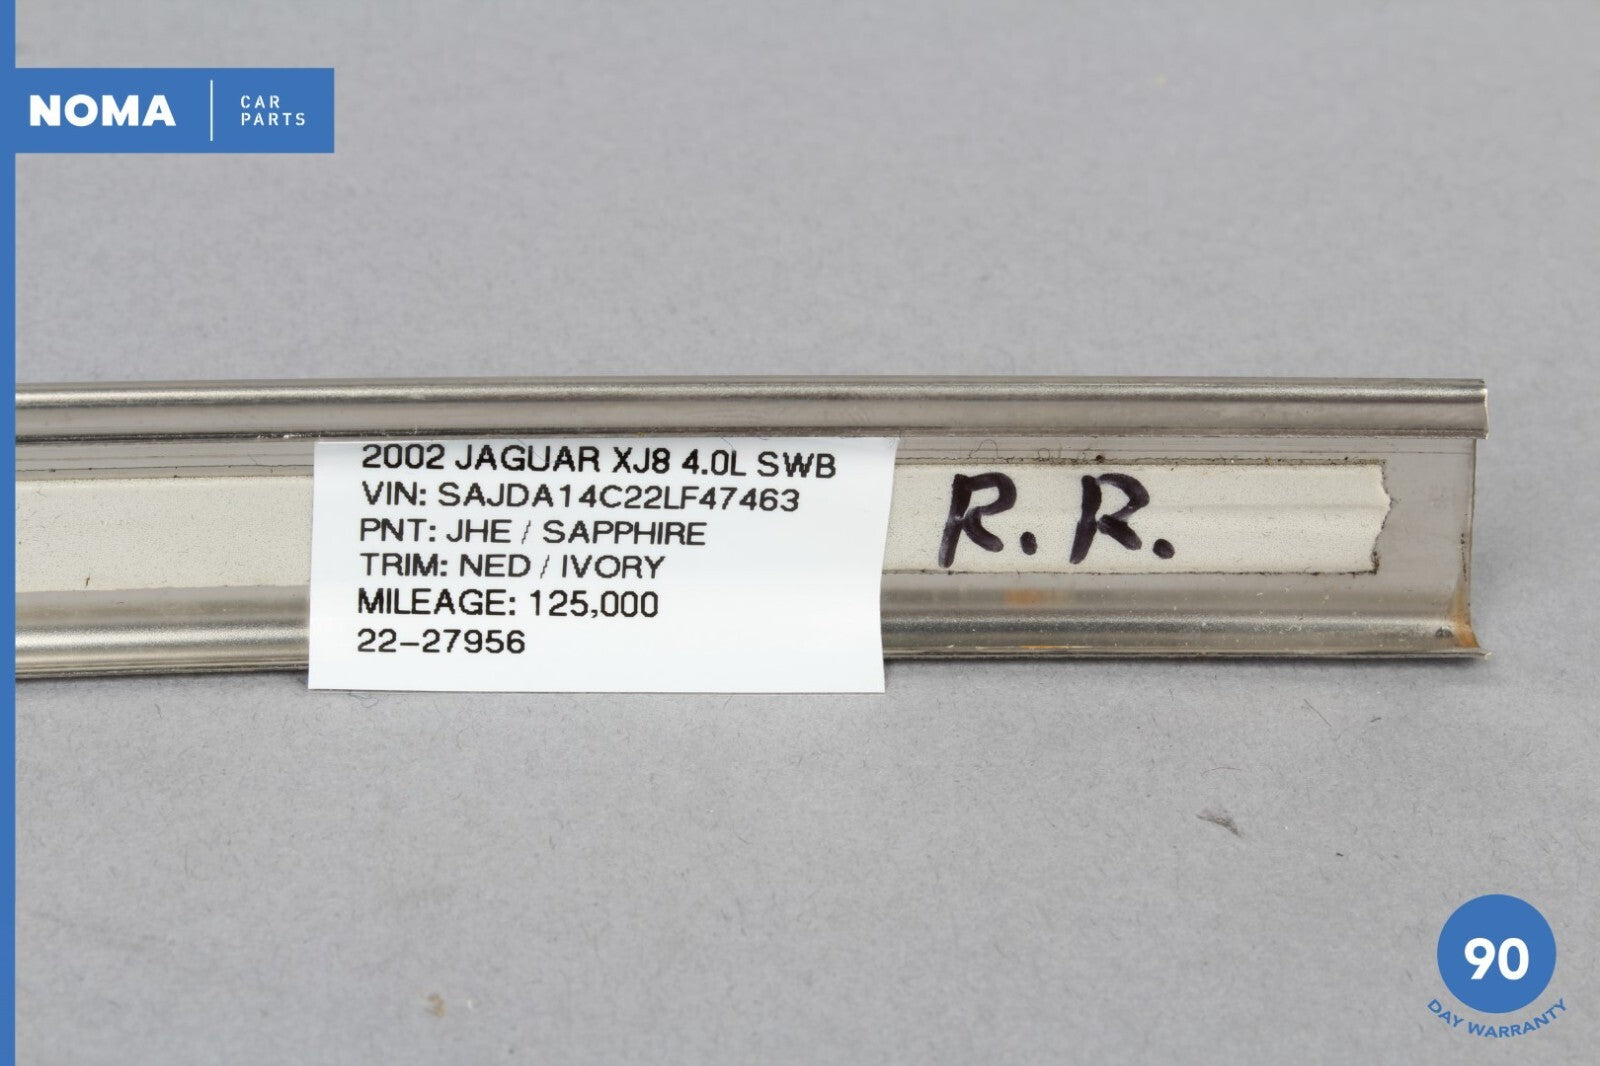 NOMA
CAR
PARTS
2002 JAGUAR XJ8 4.0L SWB
VIN: SAJDA14C22LF47463
PNT: JHE / SAPPHIRE
TRIM: NED / IVORY
MILEAGE: 125,000
22-27956
R.R.
90
DAY WARRANTY